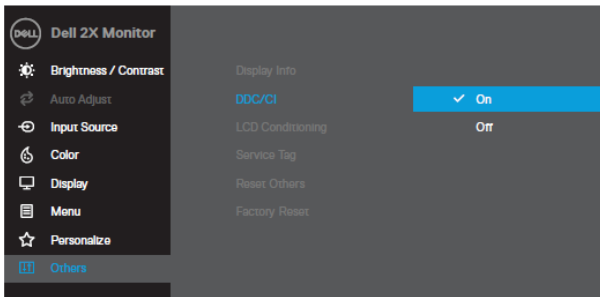 DELL Dell 2X Monitor
Brightness / Contrast
Display Info
Auto Adjust
DDC/CI
✓ On
Input Source
LCD Conditioning
Off
Color
Service Tag
Display
Reset Others
Menu
Factory Reset
Personalize
Others